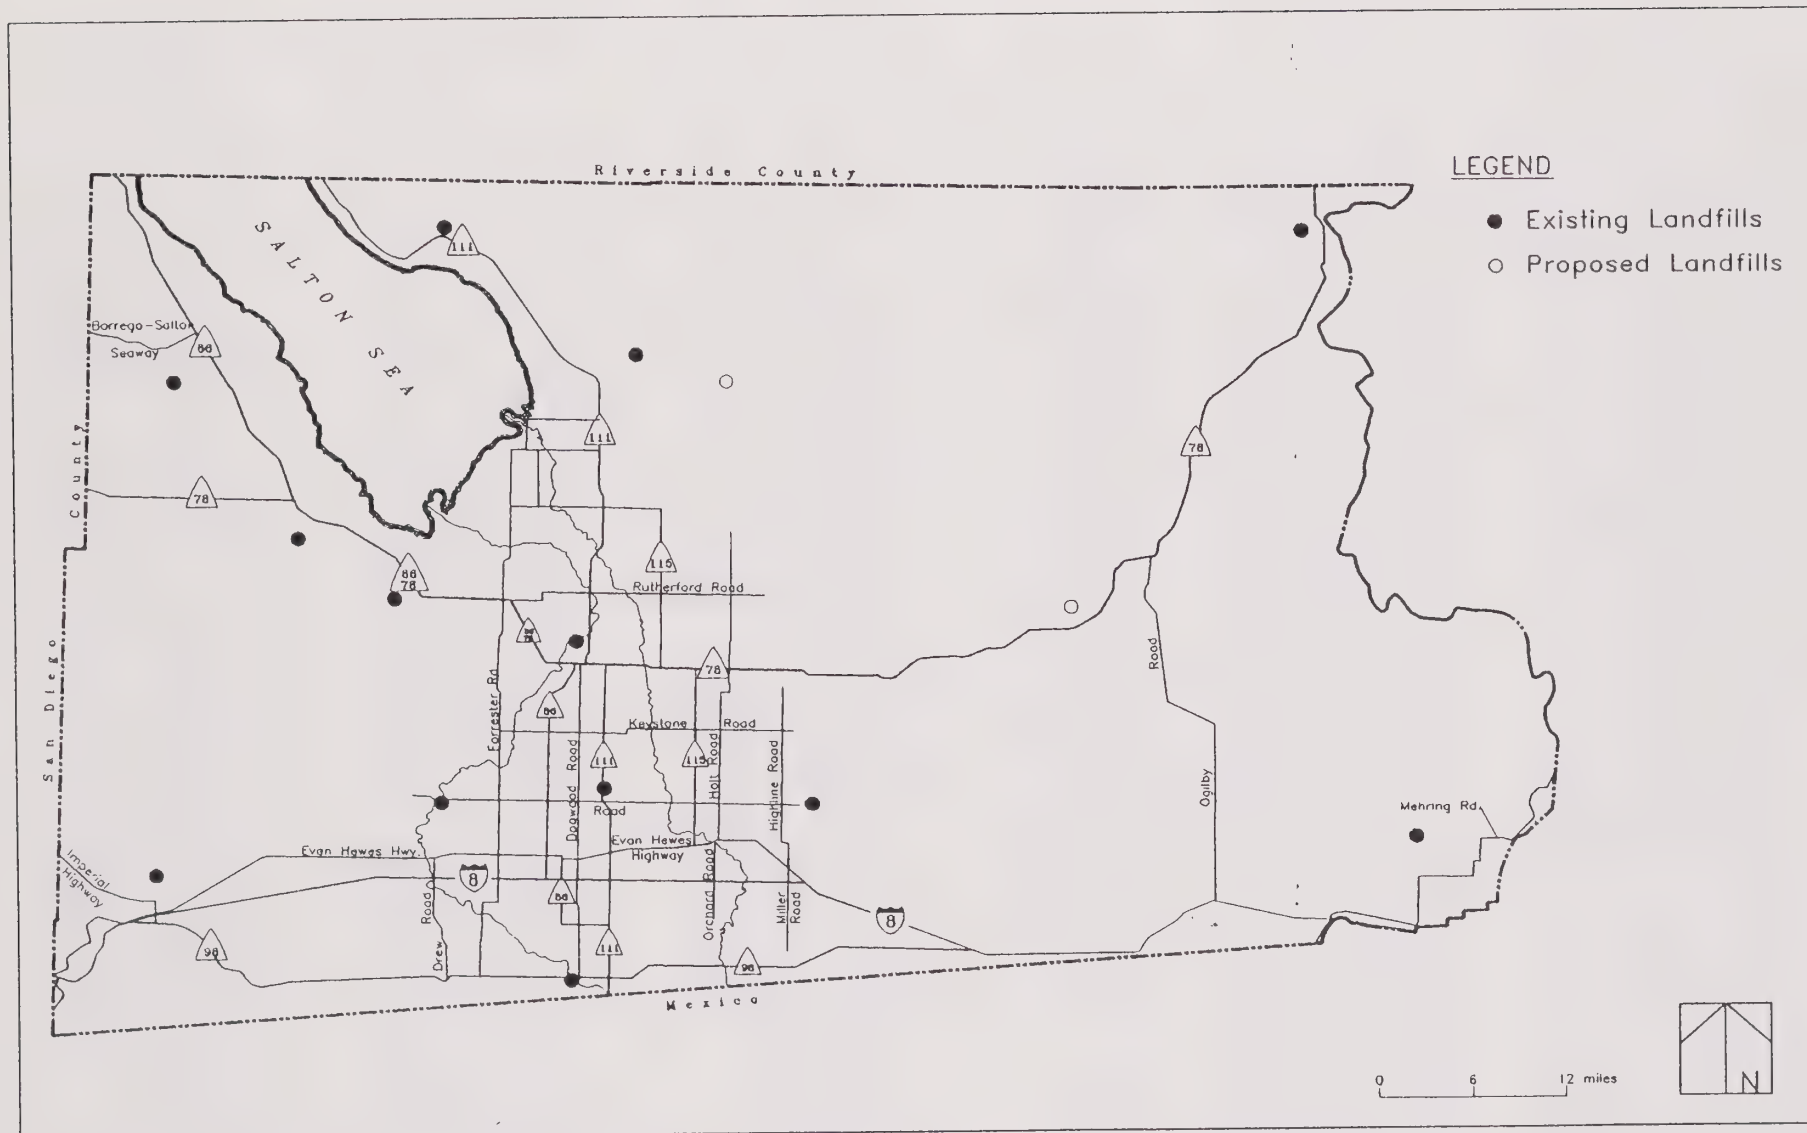 Riverside County
LEGEND
Existing Landfills
Proposed Landfills
SALTON SEA
111
Borrego-Salton
Seaway
86
111
78
78
County
San Diego
86
78
115
Rutherford Road
78
Forrester Rd
86
Keystone Road
111
115
Dogwood Road
Holt Road
Highline Road
Road
Road
Ogilby
Mehring Rd
Evan Hewes
Highway
Evan Hewes Hwy.
Imperial
Highway
8
86
Orchard Road
Miller
Road
Road
Drew
8
98
111
98
Mexico
0 6 12 miles
N